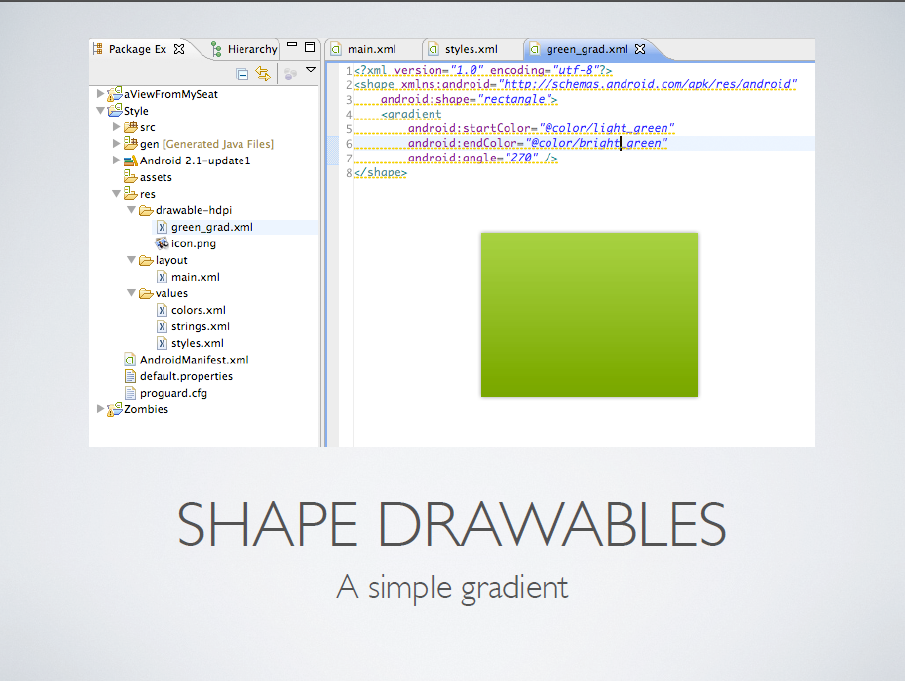 Package Ex
Hierarchy
main.xml
styles.xml
green_grad.xml
aViewFromMySeat
Style
src
gen [Generated Java Files]
Android 2.1-update1
assets
res
drawable-hdpi
green_grad.xml
icon.png
layout
main.xml
values
colors.xml
strings.xml
styles.xml
AndroidManifest.xml
default.properties
proguard.cfg
Zombies
1 <?xml version="1.0" encoding="utf-8"?>
2 <shape xmlns:android="http://schemas.android.com/apk/res/android"
3 android:shape="rectangle">
4 <gradient
5 android:startColor="@color/light_green"
6 android:endColor="@color/bright_green"
7 android:angle="270" />
8 </shape>
SHAPE DRAWABLES
A simple gradient